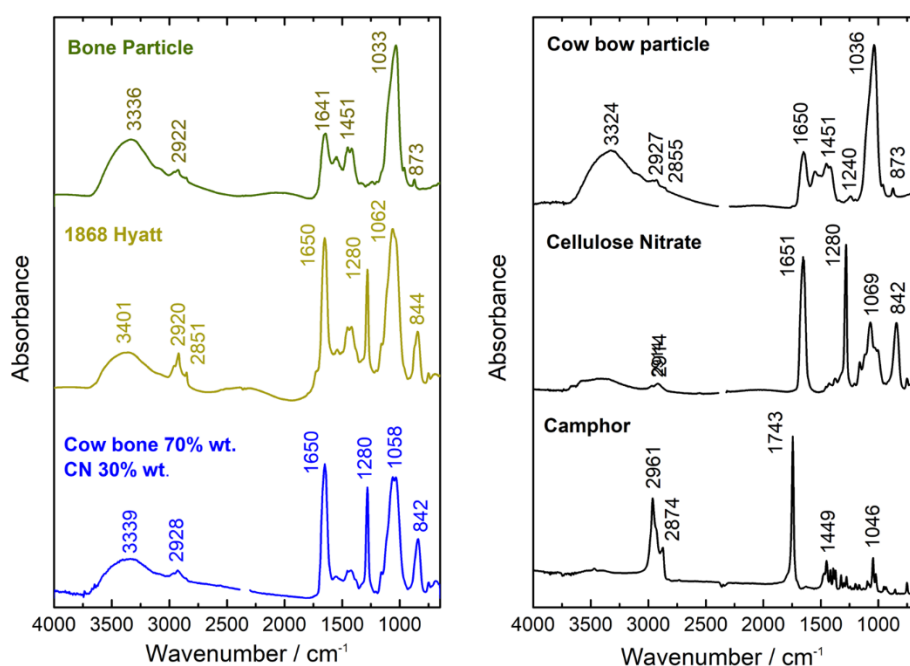 Bone Particle
3336
2922
1641
1451
1033
873
1868 Hyatt
3401
2920
2851
1650
1280
1062
844
Cow bone 70% wt.
CN 30% wt.
3339
2928
1650
1280
1058
842
Absorbance
4000 3500 3000 2500 2000 1500 1000
Wavenumber / cm⁻¹
Cow bow particle
3324
2927
2855
1650
1451
1240
1036
873
Cellulose Nitrate
1651
1280
1069
842
Camphor
2961
2874
1743
1449
1046
Absorbance
4000 3500 3000 2500 2000 1500 1000
Wavenumber / cm⁻¹